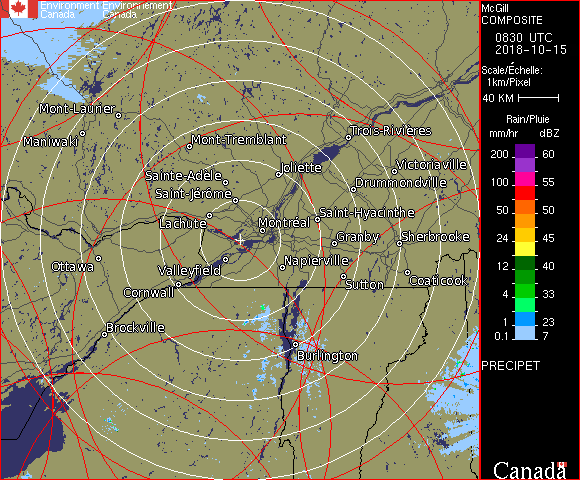 Environment Environnement
Canada Canada
McGill
COMPOSITE
0830 UTC
2018-10-15
Scale/Échelle:
1km/Pixel
40 KM
Rain/Pluie
mm/hr dBZ
200 60
100 55
50 50
24 45
12 40
8 35
4 33
1 23
0.1 7
PRECIPET
Canada
Mont-Laurier
Maniwaki
Mont-Tremblant
Trois-Rivières
Joliette
Victoriaville
Sainte-Adèle
Drummondville
Saint-Jérôme
Lachute
Montréal
Saint-Hyacinthe
Granby
Sherbrooke
Ottawa
Valleyfield
Napierville
Cornwall
Sutton
Coaticook
Brockville
Burlington